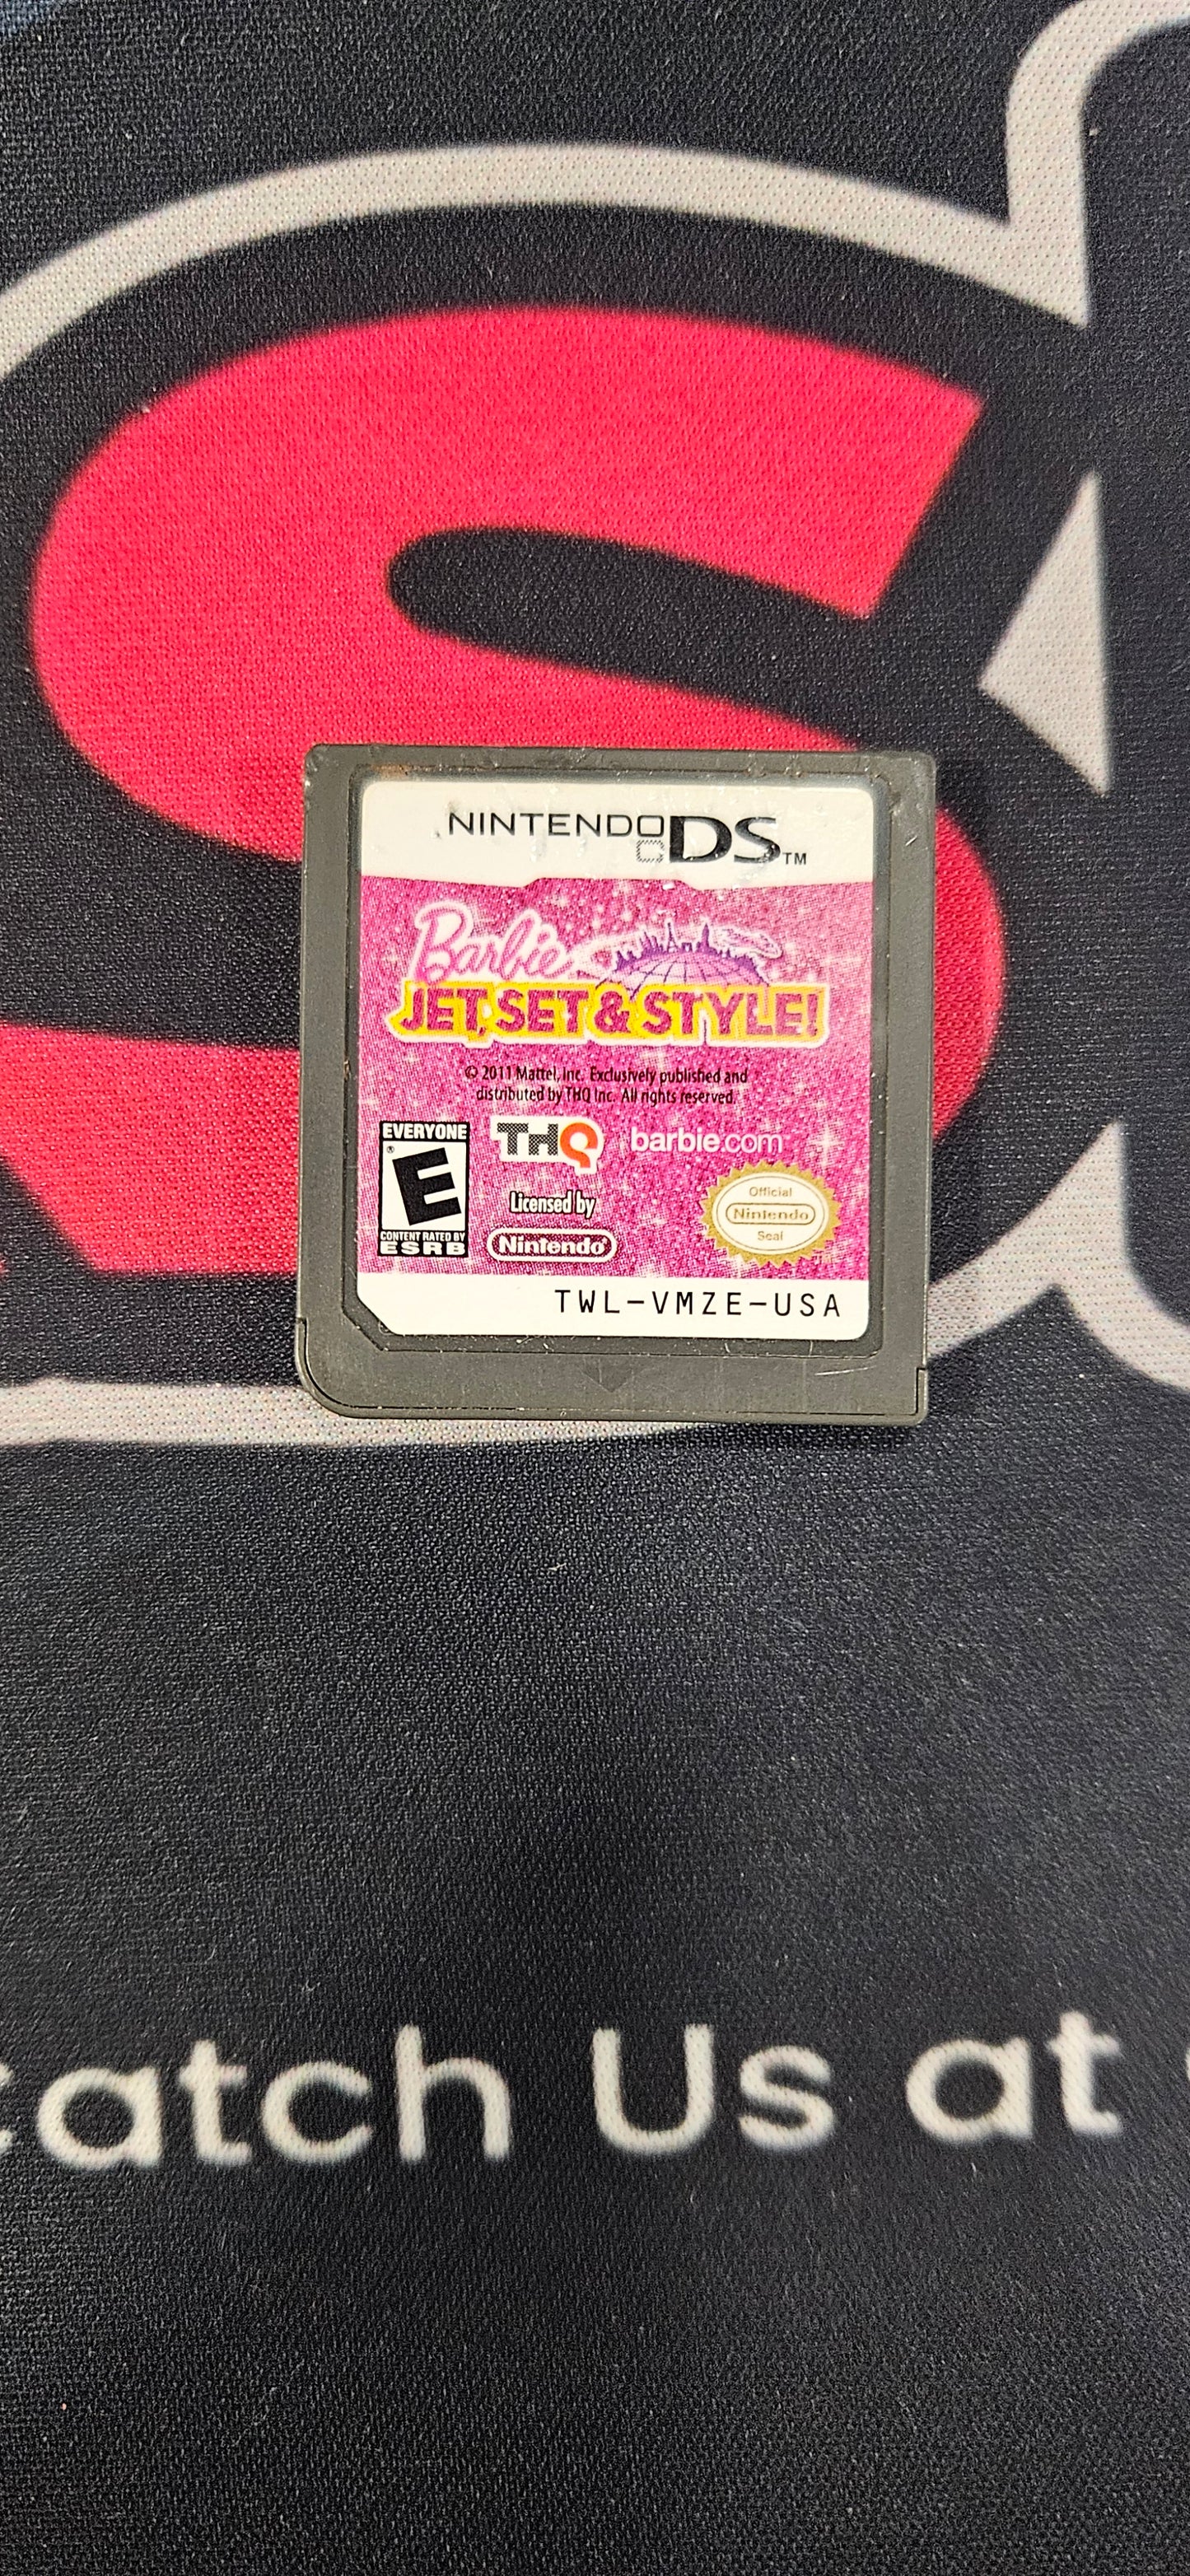 NINTENDO DS™
Barbie
JET, SET & STYLE!
© 2011 Mattel, Inc. Exclusively published and
distributed by THQ Inc. All rights reserved.
EVERYONE
E
®
CONTENT RATED BY
ESRB
THQ
barbie.com
Licensed by
Nintendo®
Official
Nintendo
Seal
TWL-VMZE-USA
atch Us at